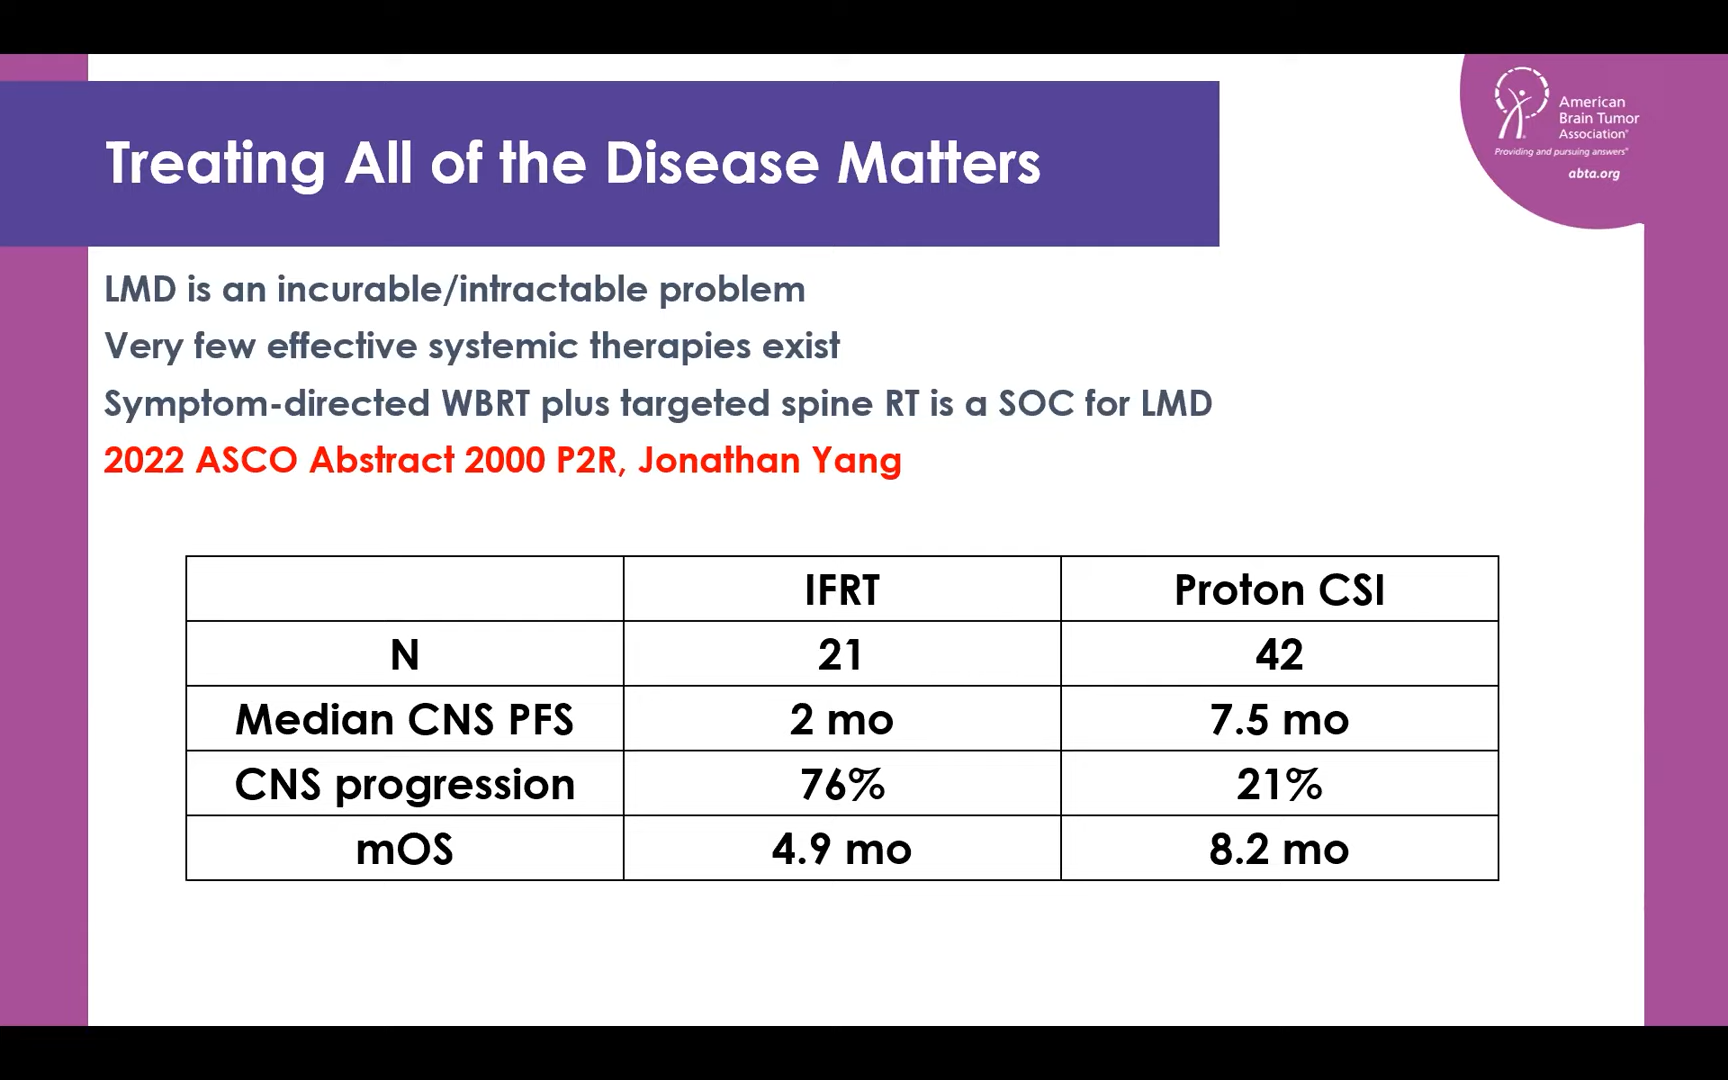 American
Brain Tumor
Association®
Providing and pursuing answers®
abta.org
Treating All of the Disease Matters
LMD is an incurable/intractable problem
Very few effective systemic therapies exist
Symptom-directed WBRT plus targeted spine RT is a SOC for LMD
2022 ASCO Abstract 2000 P2R, Jonathan Yang
IFRT Proton CSI
N 21 42
Median CNS PFS 2 mo 7.5 mo
CNS progression 76% 21%
mOS 4.9 mo 8.2 mo